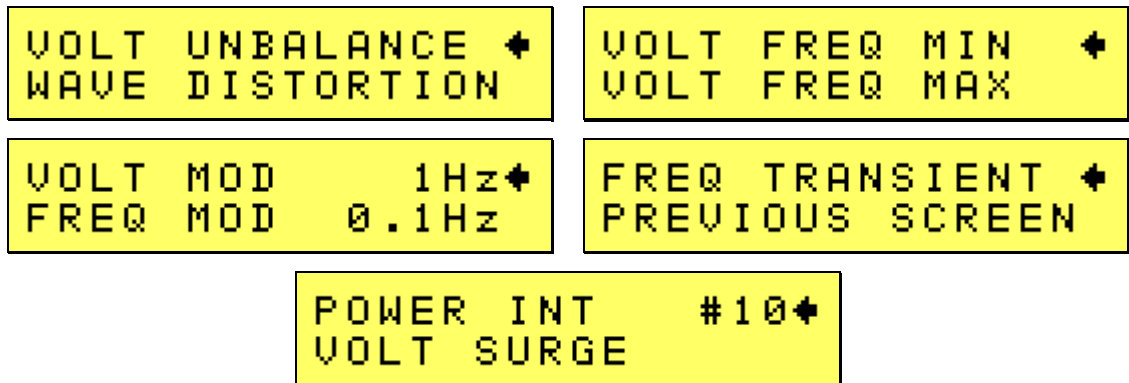 VOLT UNBALANCE ←
WAVE DISTORTION
VOLT FREQ MIN ←
VOLT FREQ MAX
VOLT MOD 1Hz←
FREQ MOD 0.1Hz
FREQ TRANSIENT ←
PREVIOUS SCREEN
POWER INT #10←
VOLT SURGE